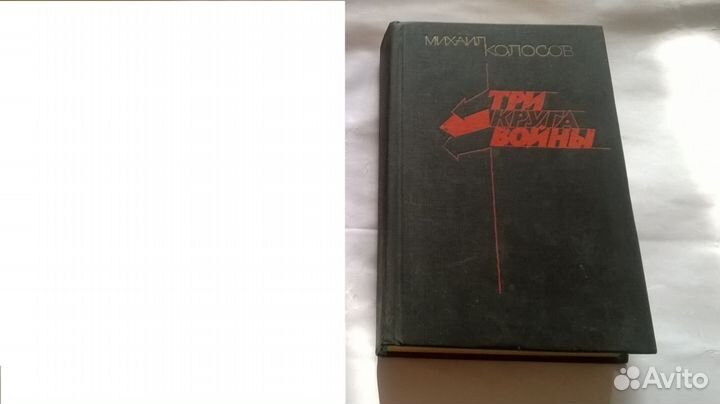 МИХАИЛ
КОЛОСОВ
ТРИ
КРУГА
ВОЙНЫ
Avito